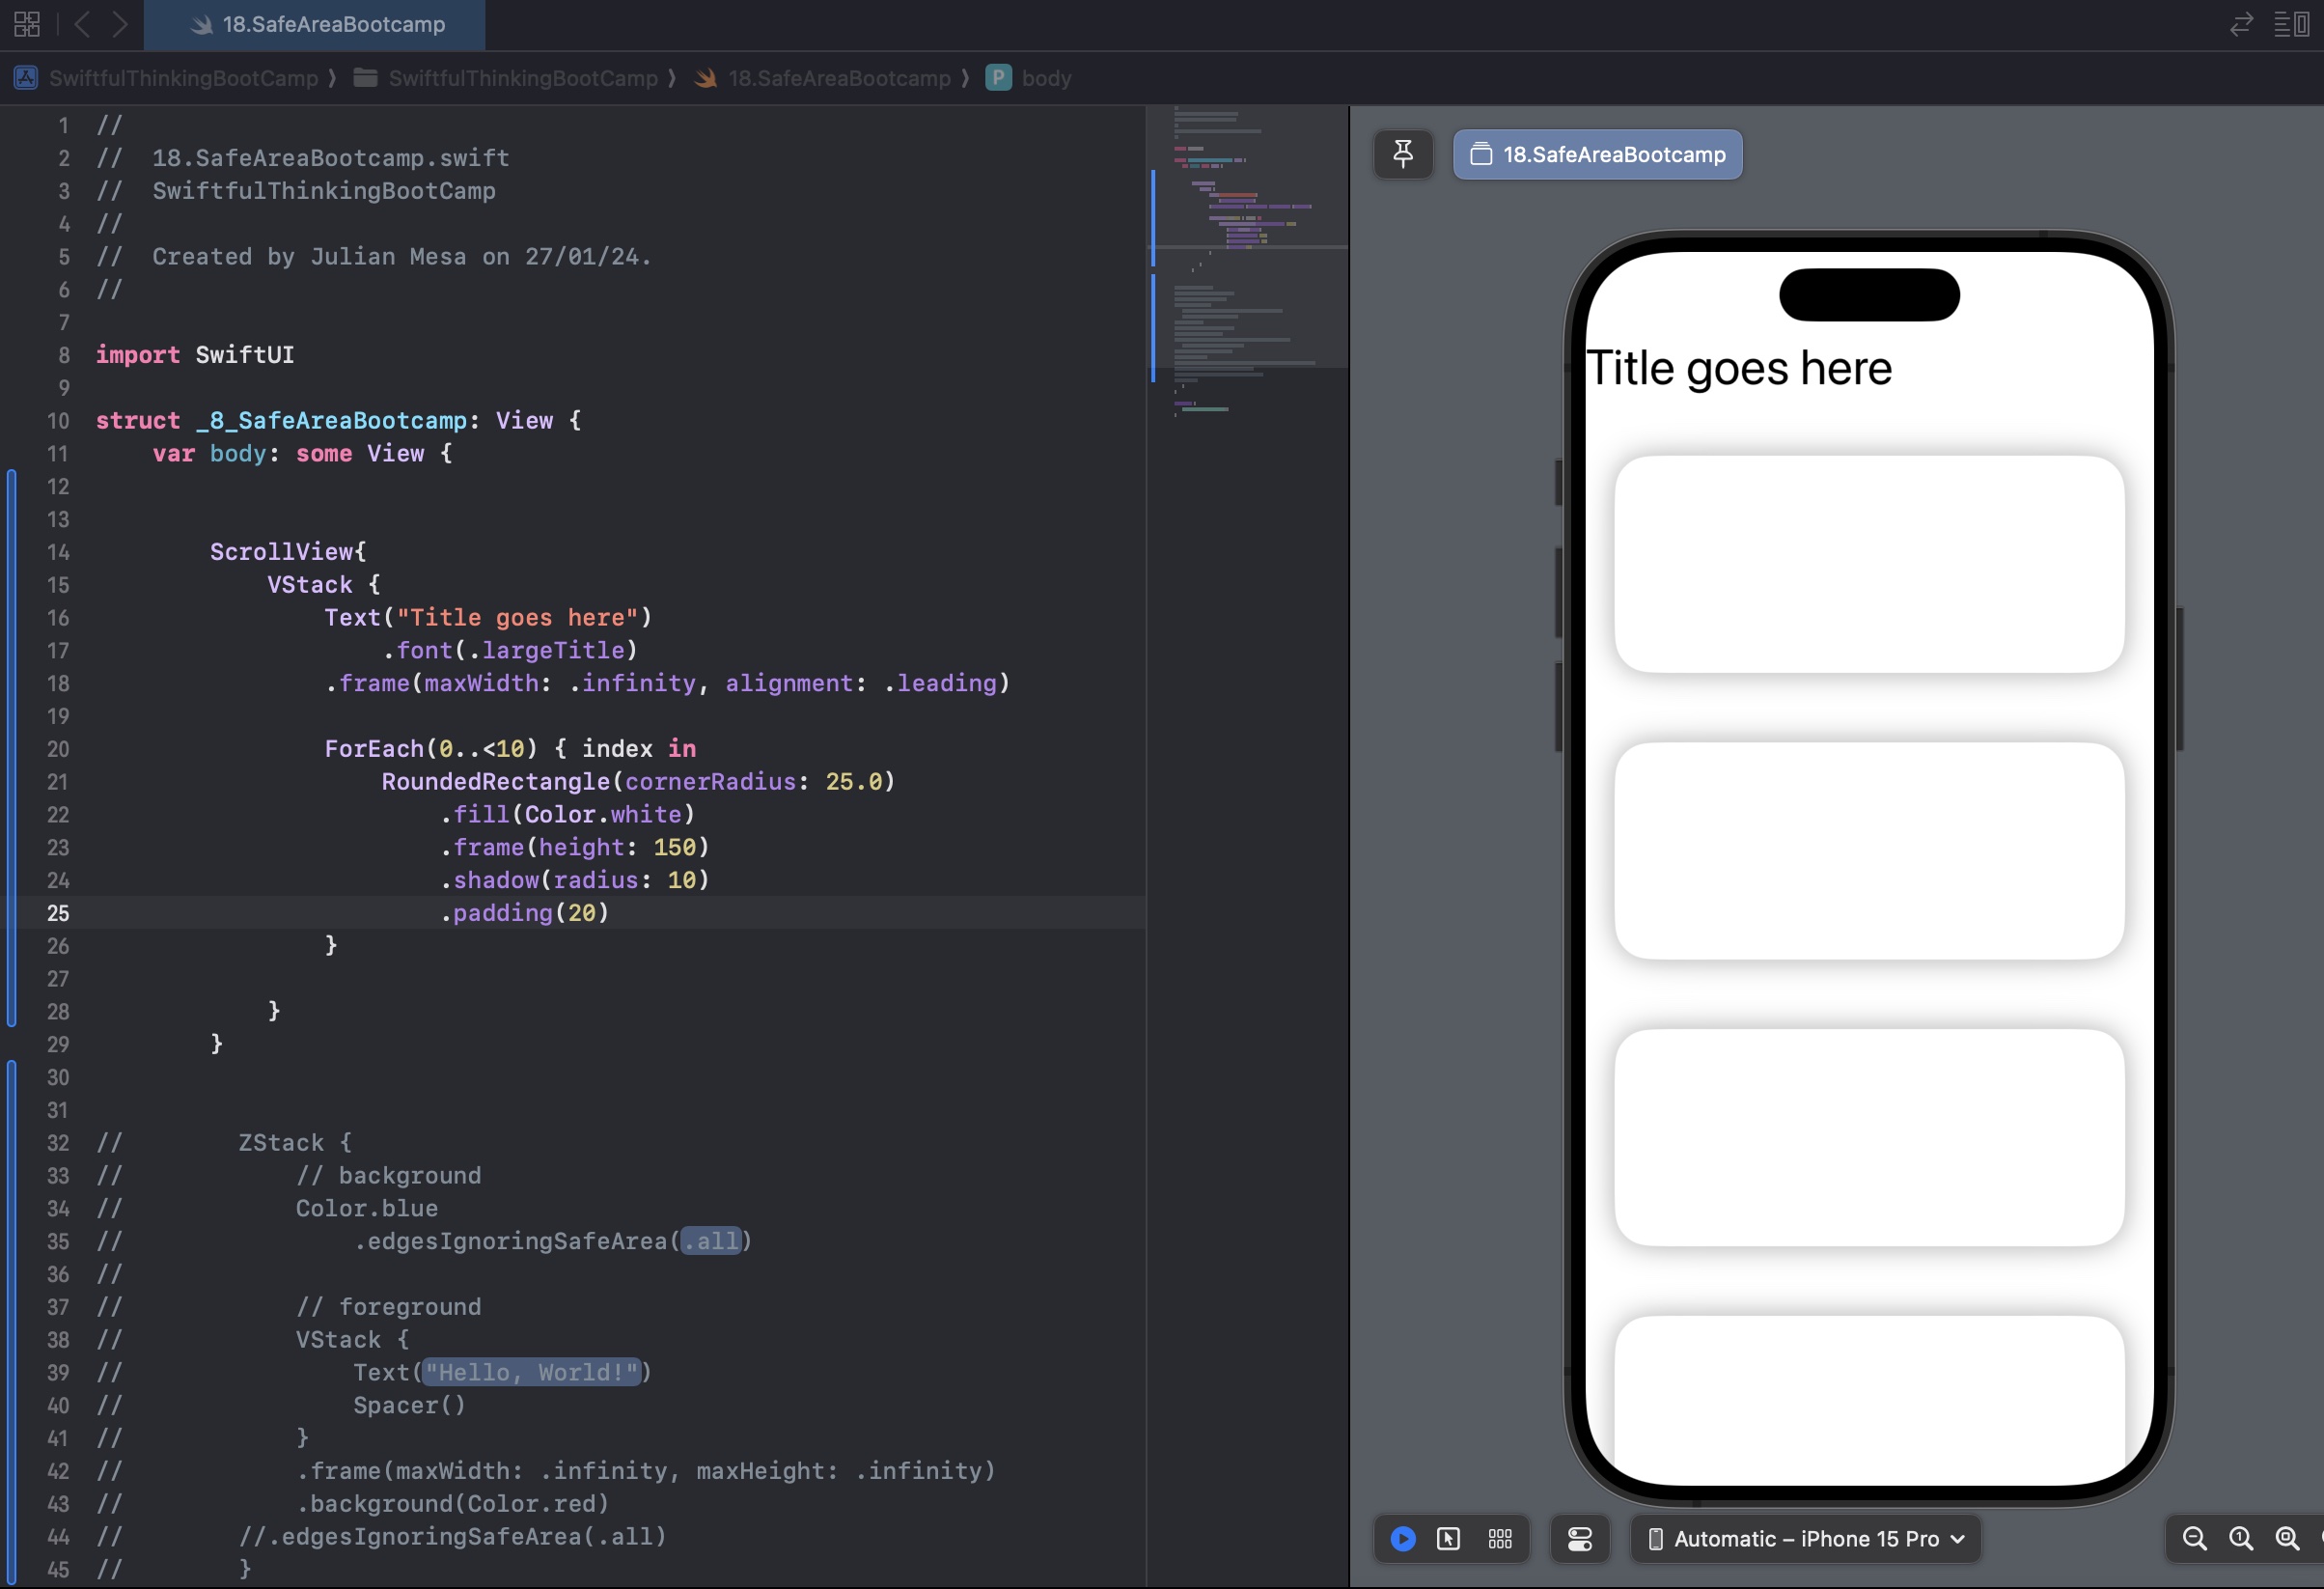 18.SafeAreaBootcamp
SwiftfulThinkingBootCamp ⟩ SwiftfulThinkingBootCamp ⟩ 18.SafeAreaBootcamp ⟩ P body
1 //
2 //  18.SafeAreaBootcamp.swift
3 //  SwiftfulThinkingBootCamp
4 //
5 //  Created by Julian Mesa on 27/01/24.
6 //
7
8 import SwiftUI
9
10 struct _8_SafeAreaBootcamp: View {
11     var body: some View {
12
13
14         ScrollView{
15             VStack {
16                 Text("Title goes here")
17                     .font(.largeTitle)
18                 .frame(maxWidth: .infinity, alignment: .leading)
19
20                 ForEach(0..<10) { index in
21                     RoundedRectangle(cornerRadius: 25.0)
22                         .fill(Color.white)
23                         .frame(height: 150)
24                         .shadow(radius: 10)
25                         .padding(20)
26                 }
27
28             }
29         }
30
31
32 //        ZStack {
33 //            // background
34 //            Color.blue
35 //                .edgesIgnoringSafeArea(.all)
36 //
37 //            // foreground
38 //            VStack {
39 //                Text("Hello, World!")
40 //                Spacer()
41 //            }
42 //            .frame(maxWidth: .infinity, maxHeight: .infinity)
43 //            .background(Color.red)
44 //        //.edgesIgnoringSafeArea(.all)
45 //        }
18.SafeAreaBootcamp
Title goes here
Automatic – iPhone 15 Pro